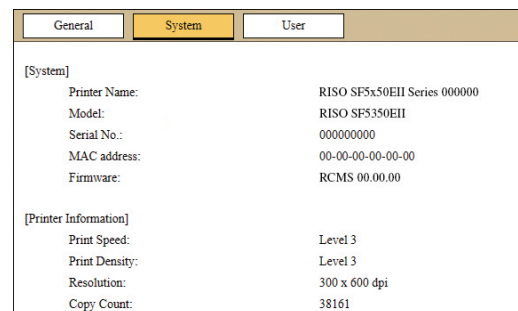 General System User
[System]
Printer Name: RISO SF5x50EII Series 000000
Model: RISO SF5350EII
Serial No.: 000000000
MAC address: 00-00-00-00-00-00
Firmware: RCMS 00.00.00
[Printer Information]
Print Speed: Level 3
Print Density: Level 3
Resolution: 300 x 600 dpi
Copy Count: 38161